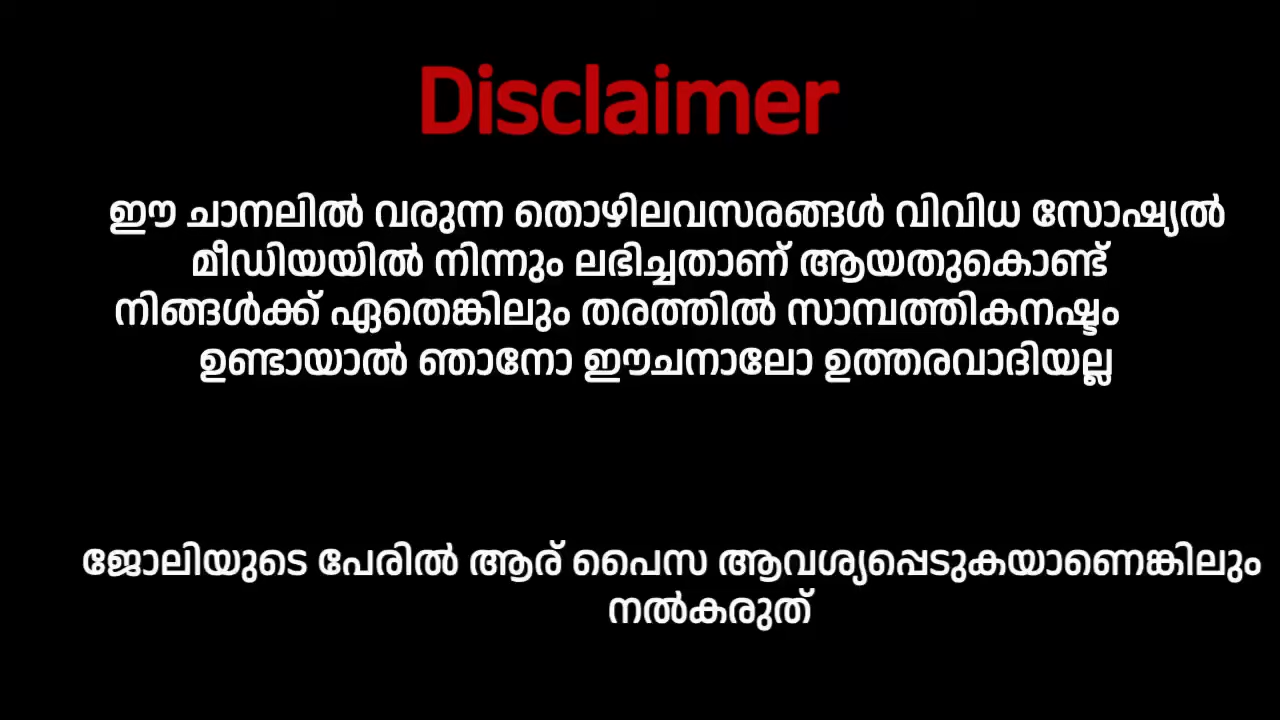 Disclaimer
ഈ ചാനലിൽ വരുന്ന തൊഴിലവസരങ്ങൾ വിവിധ സോഷ്യൽ
മീഡിയയിൽ നിന്നും ലഭിച്ചതാണ് ആയതുകൊണ്ട്
നിങ്ങൾക്ക് ഏതെങ്കിലും തരത്തിൽ സാമ്പത്തികനഷ്ടം
ഉണ്ടായാൽ ഞാനോ ഈചനാലോ ഉത്തരവാദിയല്ല
ജോലിയുടെ പേരിൽ ആര് പൈസ ആവശ്യപ്പെടുകയാണെങ്കിലും
നൽകരുത്